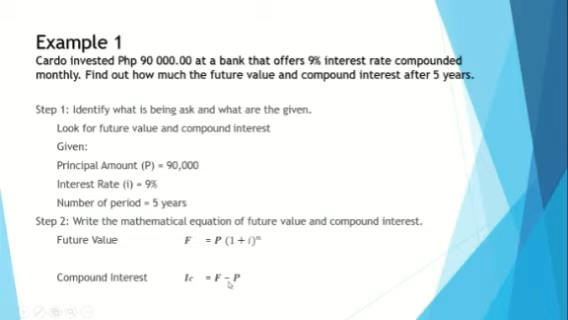 Example 1
Cardo invested Php 90 000.00 at a bank that offers 9% interest rate compounded
monthly. Find out how much the future value and compound interest after 5 years.
Step 1: Identify what is being ask and what are the given.
Look for future value and compound interest
Given:
Principal Amount (P) = 90,000
Interest Rate (i) = 9%
Number of period = 5 years
Step 2: Write the mathematical equation of future value and compound interest.
Future Value F = P (1 + i)ⁿ
Compound Interest Ic = F – P